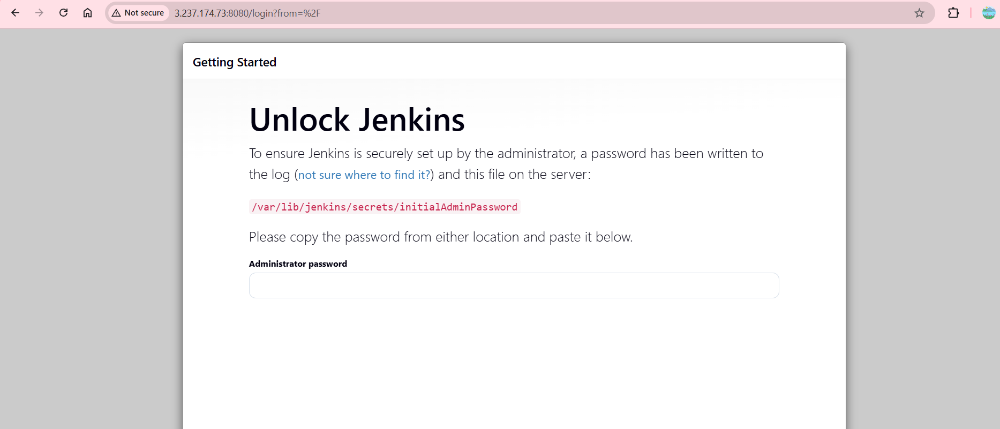 Not secure 3.237.174.73:8080/login?from=%2F
Getting Started
Unlock Jenkins
To ensure Jenkins is securely set up by the administrator, a password has been written to
the log (not sure where to find it?) and this file on the server:
/var/lib/jenkins/secrets/initialAdminPassword
Please copy the password from either location and paste it below.
Administrator password